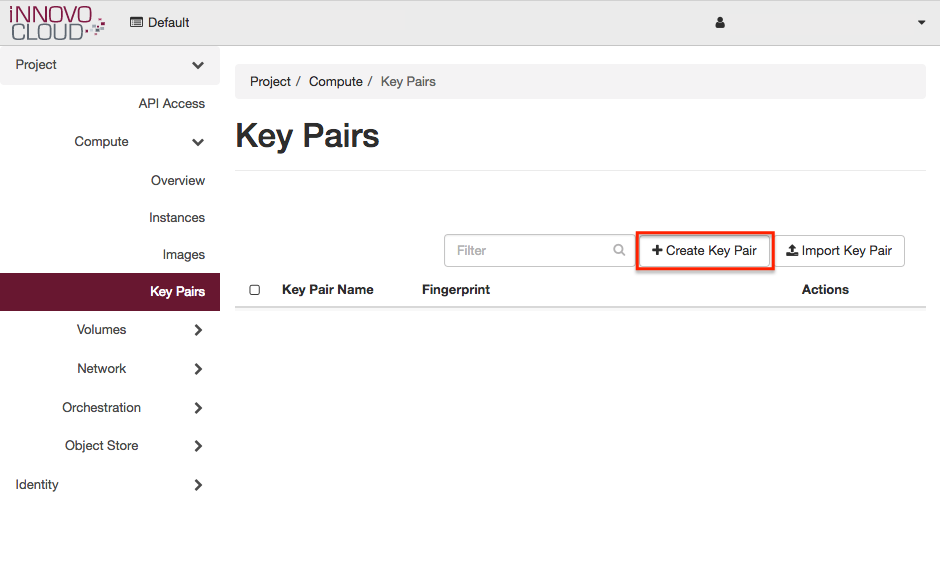 iNNOVO
CLOUD
Default
Project
API Access
Compute
Overview
Instances
Images
Key Pairs
Volumes
Network
Orchestration
Object Store
Identity
Project / Compute / Key Pairs
Key Pairs
Filter
Create Key Pair
Import Key Pair
Key Pair Name Fingerprint Actions